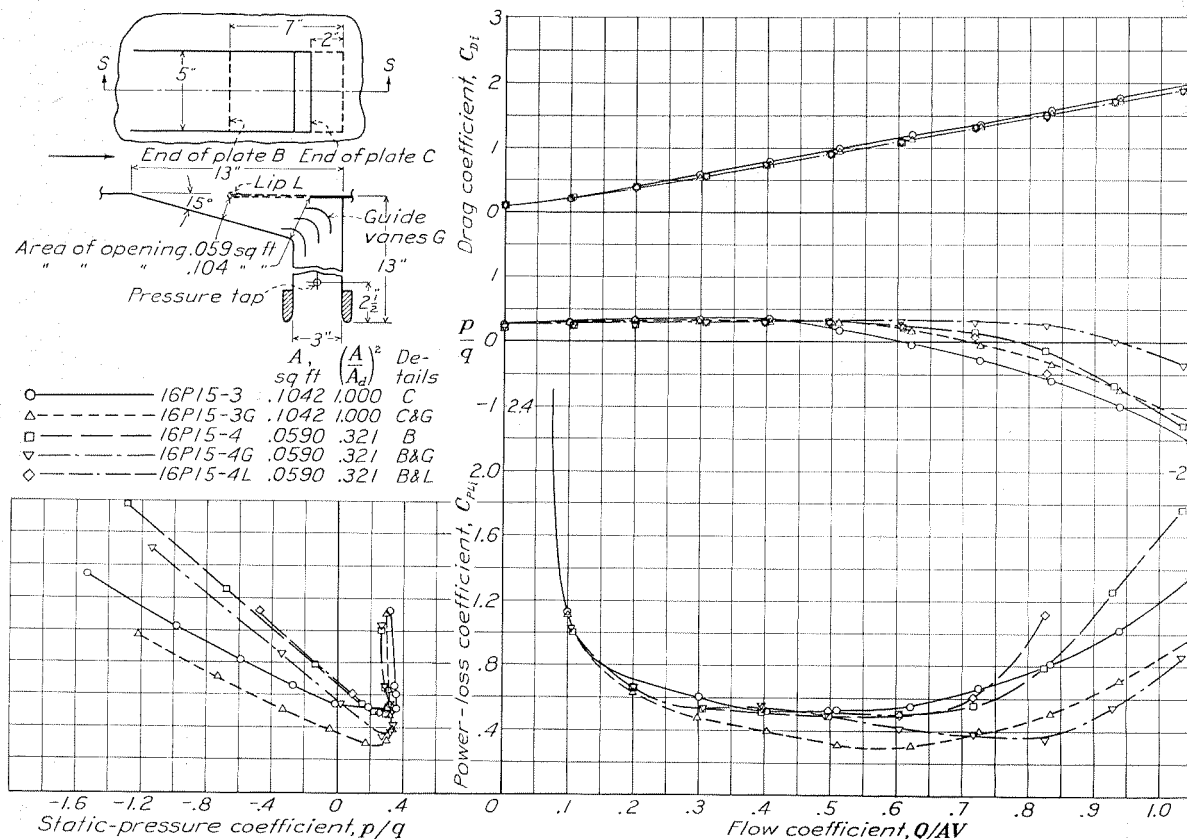 7"
2"
S
S
5"
End of plate B End of plate C
13"
Lip L
15°
Guide
vanes G
Area of opening .059 sq ft
" " " .104 " "
13"
Pressure tap
2 1/2"
3"
A, (A/Ad)² De-
sq ft tails
16P15-3 .1042 1.000 C
16P15-3G .1042 1.000 C&G
16P15-4 .0590 .321 B
16P15-4G .0590 .321 B&G
16P15-4L .0590 .321 B&L
-1.6 -1.2 -.8 -.4 0 .4
Static-pressure coefficient, p/q
3
2
1
0
Drag coefficient, C_Di
1
0
-1
-2
p/q
2.4
2.0
1.6
1.2
.8
.4
Power-loss coefficient, C_PLi
0 .1 .2 .3 .4 .5 .6 .7 .8 .9 1.0
Flow coefficient, Q/AV